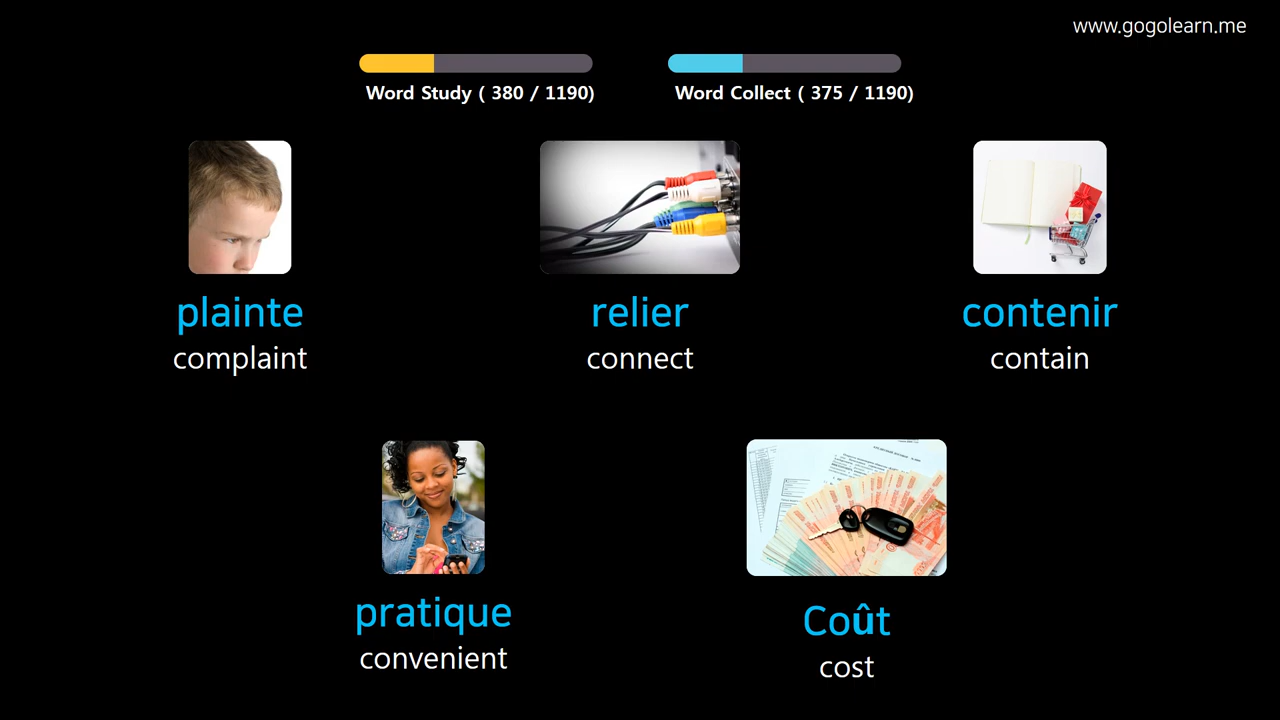 www.gogolearn.me
Word Study ( 380 / 1190)
Word Collect ( 375 / 1190)
plainte
complaint
relier
connect
contenir
contain
pratique
convenient
Coût
cost